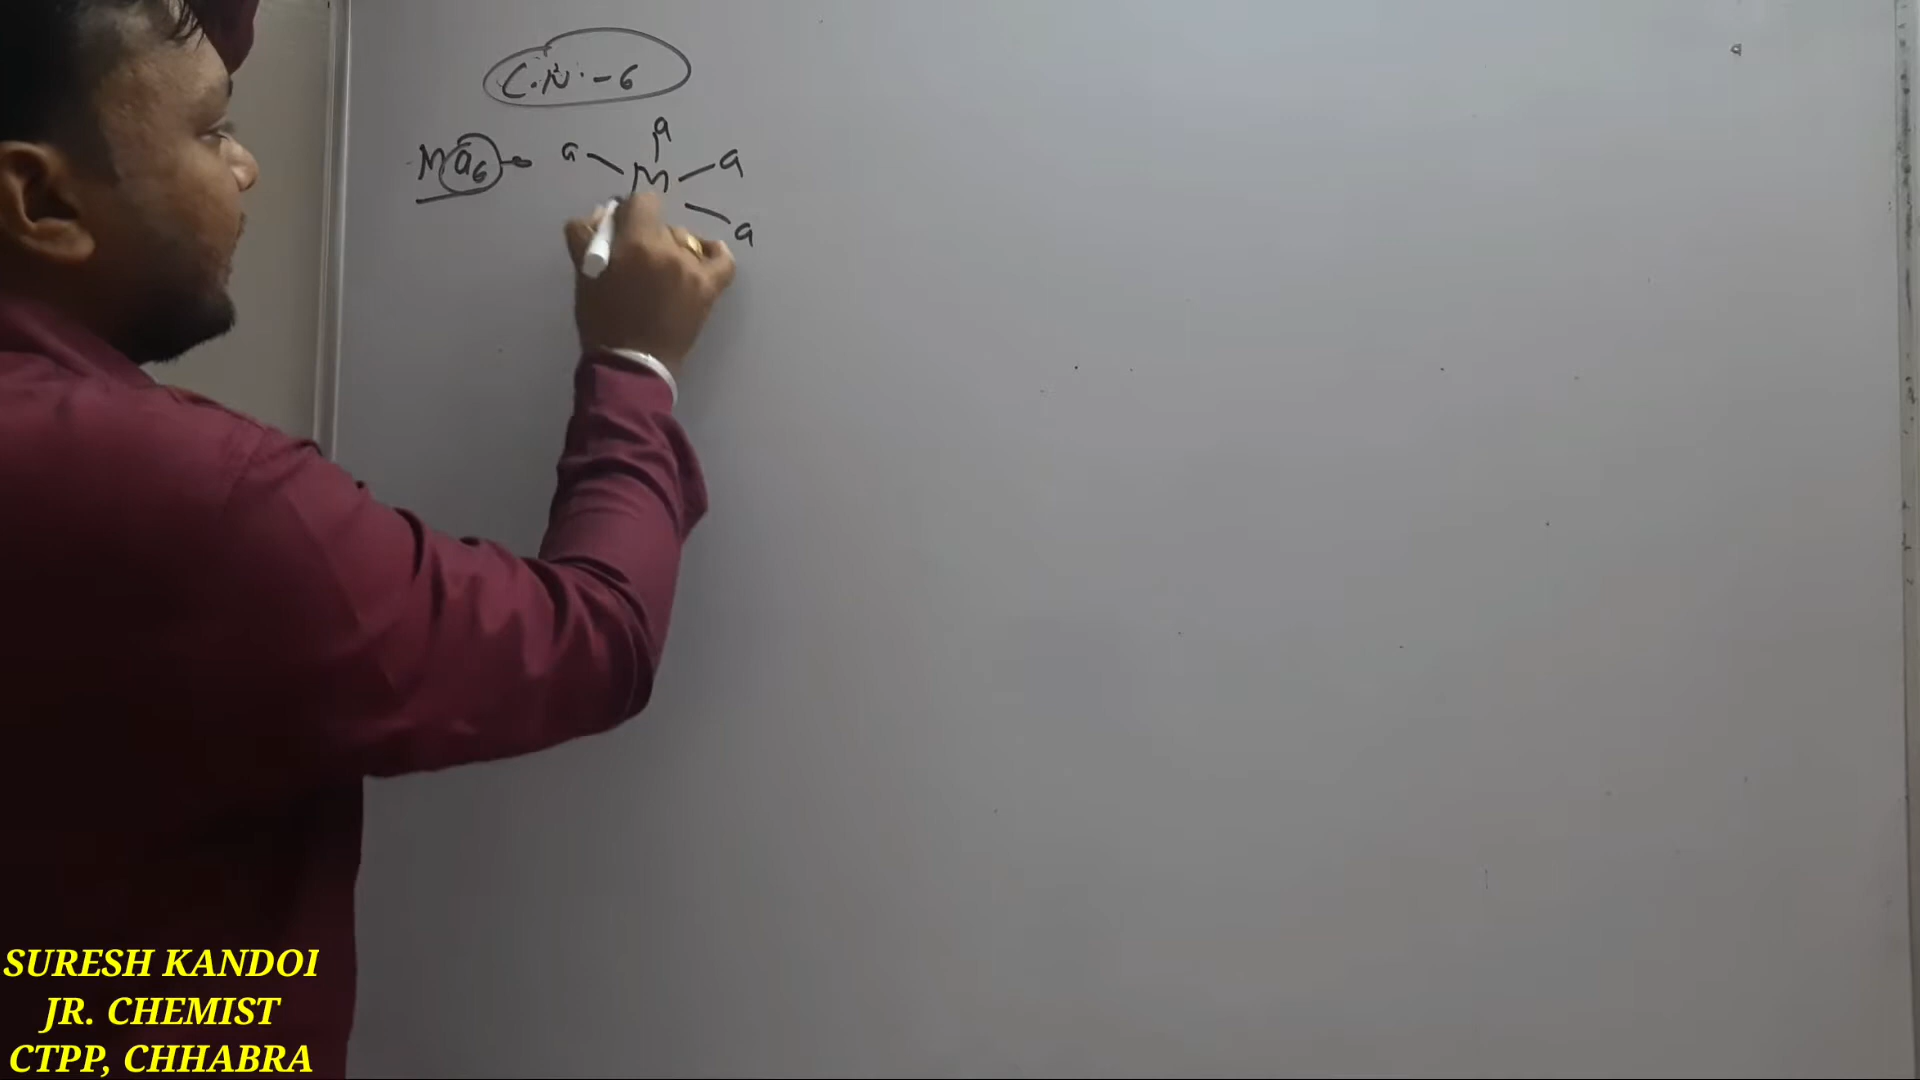 C.N. - 6
Ma6 a M a a a
SURESH KANDOI
JR. CHEMIST
CTPP, CHHABRA